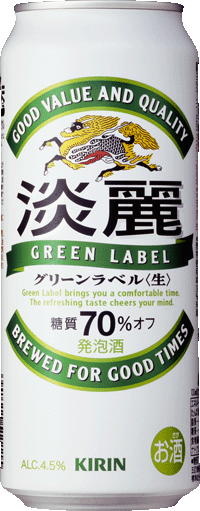 GOOD VALUE AND QUALITY
淡麗
GREEN LABEL
グリーンラベル〈生〉
Green Label brings you a comfortable time.
The refreshing taste cheers your mind.
糖質70%オフ
発泡酒
BREWED FOR GOOD TIMES
お酒
ALC.4.5% KIRIN